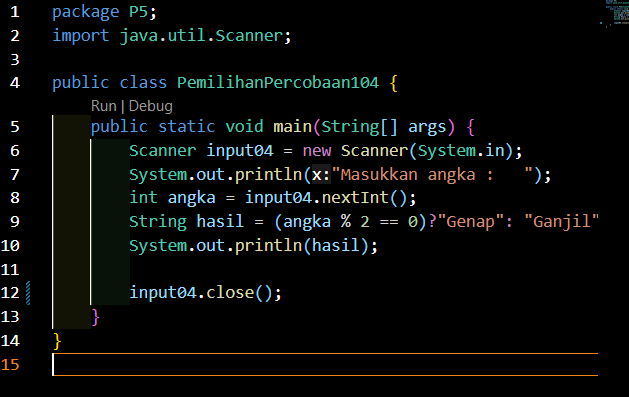 1 package P5;
2 import java.util.Scanner;
3
4 public class PemilihanPercobaan104 {
Run | Debug
5 public static void main(String[] args) {
6 Scanner input04 = new Scanner(System.in);
7 System.out.println(x:"Masukkan angka :   ");
8 int angka = input04.nextInt();
9 String hasil = (angka % 2 == 0)?"Genap": "Ganjil"
10 System.out.println(hasil);
11
12 input04.close();
13 }
14 }
15